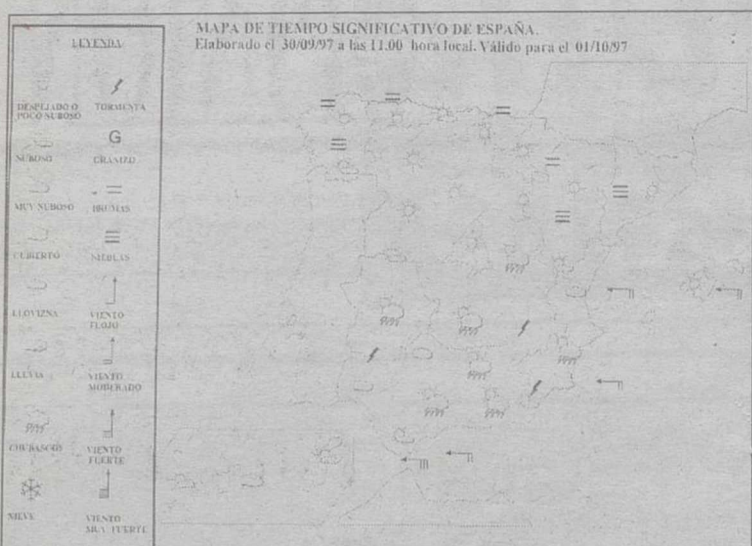 MAPA DE TIEMPO SIGNIFICATIVO DE ESPAÑA.
Elaborado el 30/09/97 a las 11.00 hora local. Válido para el 01/10/97
LEYENDA
DESPEJADO O
POCO NUBOSO
TORMENTA
NUBOSO
G
GRANIZO
MUY NUBOSO
BRUMAS
CUBIERTO
NIEBLAS
LLOVIZNA
VIENTO
FLOJO
LLUVIA
VIENTO
MODERADO
CHUBASCOS
VIENTO
FUERTE
NIEVE
VIENTO
MUY FUERTE